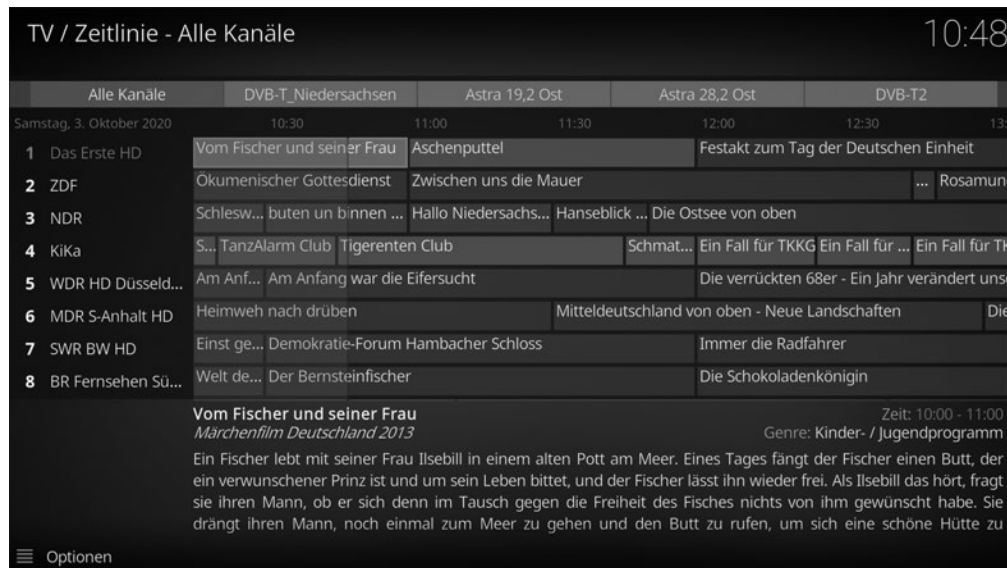 TV / Zeitlinie - Alle Kanäle 10:48
Alle Kanäle DVB-T_Niedersachsen Astra 19,2 Ost Astra 28,2 Ost DVB-T2
Samstag, 3. Oktober 2020 10:30 11:00 11:30 12:00 12:30 13:
1 Das Erste HD Vom Fischer und seiner Frau Aschenputtel Festakt zum Tag der Deutschen Einheit
2 ZDF Ökumenischer Gottesdienst Zwischen uns die Mauer ... Rosamun
3 NDR Schlesw... buten un binnen ... Hallo Niedersachs... Hanseblick ... Die Ostsee von oben
4 KiKa S... TanzAlarm Club Tigerenten Club Schmat... Ein Fall für TKKG Ein Fall für ... Ein Fall für TK
5 WDR HD Düsseld... Am Anf... Am Anfang war die Eifersucht Die verrückten 68er - Ein Jahr verändert uns
6 MDR S-Anhalt HD Heimweh nach drüben Mitteldeutschland von oben - Neue Landschaften Die
7 SWR BW HD Einst ge... Demokratie-Forum Hambacher Schloss Immer die Radfahrer
8 BR Fernsehen Sü... Welt de... Der Bernsteinfischer Die Schokoladenkönigin
Vom Fischer und seiner Frau Zeit: 10:00 - 11:00
Märchenfilm Deutschland 2013 Genre: Kinder- / Jugendprogramm
Ein Fischer lebt mit seiner Frau Ilsebill in einem alten Pott am Meer. Eines Tages fängt der Fischer einen Butt, der
ein verwunschener Prinz ist und um sein Leben bittet, und der Fischer lässt ihn wieder frei. Als Ilsebill das hört, fragt
sie ihren Mann, ob er sich denn im Tausch gegen die Freiheit des Fisches nichts von ihm gewünscht habe. Sie
drängt ihren Mann, noch einmal zum Meer zu gehen und den Butt zu rufen, um sich eine schöne Hütte zu
Optionen